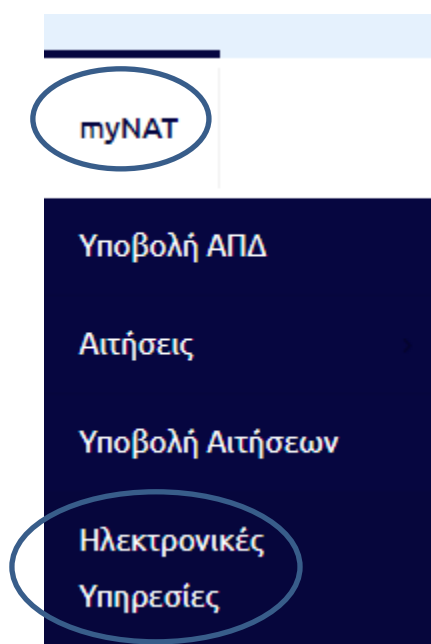 myNAT
Υποβολή ΑΠΔ
Αιτήσεις
Υποβολή Αιτήσεων
Ηλεκτρονικές
Υπηρεσίες